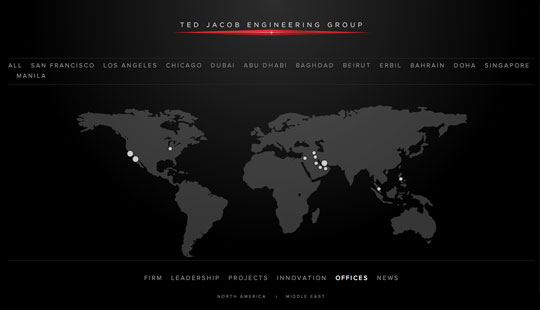 TED JACOB ENGINEERING GROUP
ALL SAN FRANCISCO LOS ANGELES CHICAGO DUBAI ABU DHABI BAGHDAD BEIRUT ERBIL BAHRAIN DOHA SINGAPORE
MANILA
FIRM LEADERSHIP PROJECTS INNOVATION OFFICES NEWS
NORTH AMERICA | MIDDLE EAST